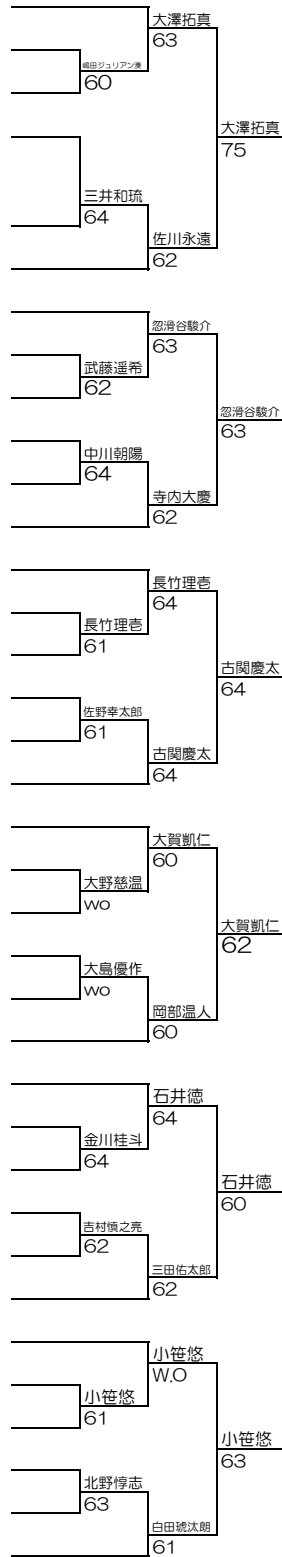 大澤拓真
63
嶋田ジュリアン湊
60
大澤拓真
75
三井和琉
64
佐川永遠
62
忍滑谷駿介
63
武藤遥希
62
忍滑谷駿介
63
中川朝陽
64
寺内大慶
62
長竹理壱
64
長竹理壱
61
古閑慶太
64
佐野幸太郎
61
古閑慶太
64
大賀凱仁
60
大野慈温
wo
大賀凱仁
62
大島優作
wo
岡部温人
60
石井徳
64
金川桂斗
64
石井徳
60
吉村慎之亮
62
三田佑太郎
62
小笹悠
W.O
小笹悠
61
小笹悠
63
北野惇志
63
白田琥汰朗
61